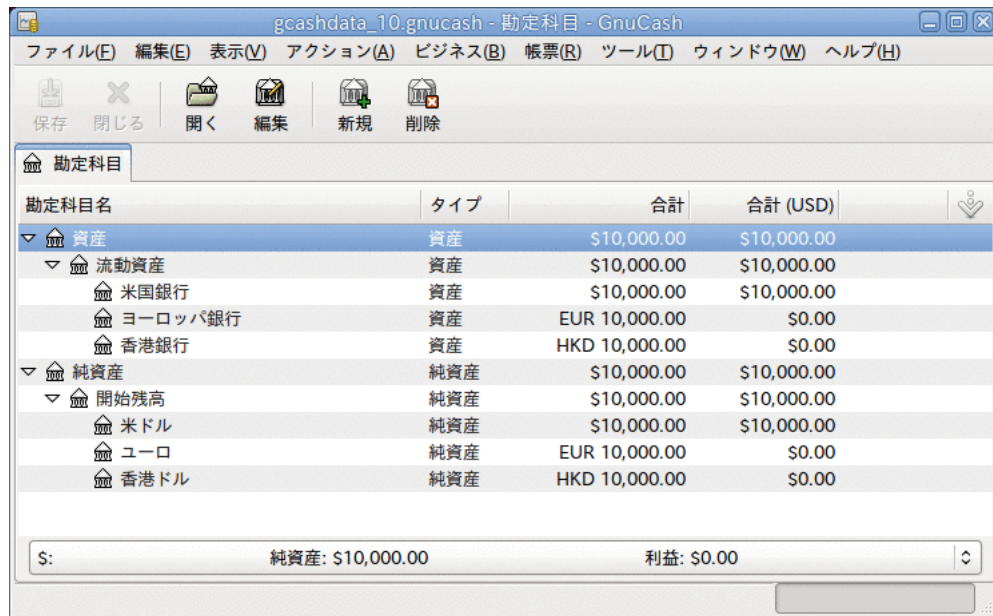 gcashdata_10.gnucash - 勘定科目 - GnuCash
ファイル(F) 編集(E) 表示(V) アクション(A) ビジネス(B) 帳票(R) ツール(T) ウィンドウ(W) ヘルプ(H)
保存 閉じる 開く 編集 新規 削除
勘定科目
勘定科目名 タイプ 合計 合計 (USD)
資産 資産 $10,000.00 $10,000.00
流動資産 資産 $10,000.00 $10,000.00
米国銀行 資産 $10,000.00 $10,000.00
ヨーロッパ銀行 資産 EUR 10,000.00 $0.00
香港銀行 資産 HKD 10,000.00 $0.00
純資産 純資産 $10,000.00 $10,000.00
開始残高 純資産 $10,000.00 $10,000.00
米ドル 純資産 $10,000.00 $10,000.00
ユーロ 純資産 EUR 10,000.00 $0.00
香港ドル 純資産 HKD 10,000.00 $0.00
$: 純資産: $10,000.00 利益: $0.00